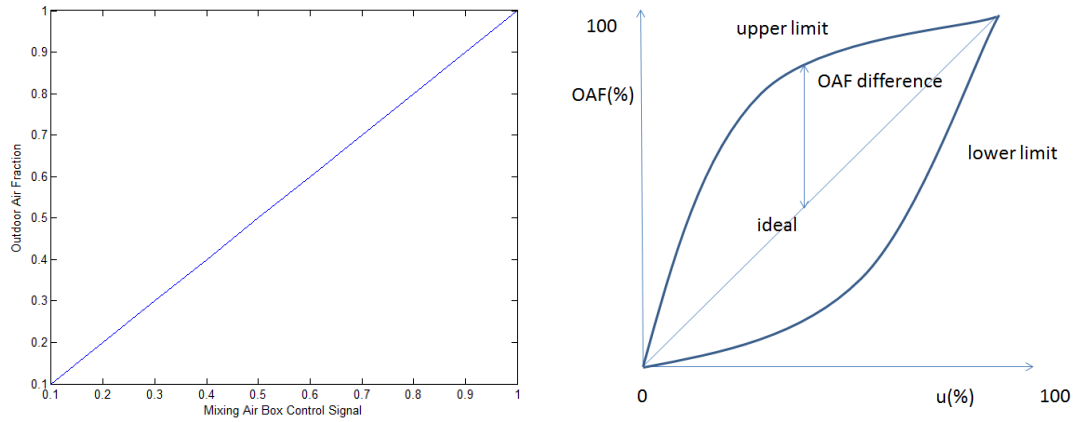 1
0.9
0.8
0.7
0.6
0.5
0.4
0.3
0.2
0.1
Outdoor Air Fraction
0.1 0.2 0.3 0.4 0.5 0.6 0.7 0.8 0.9 1
Mixing Air Box Control Signal
100
upper limit
OAF(%)
OAF difference
lower limit
ideal
0
u(%)
100